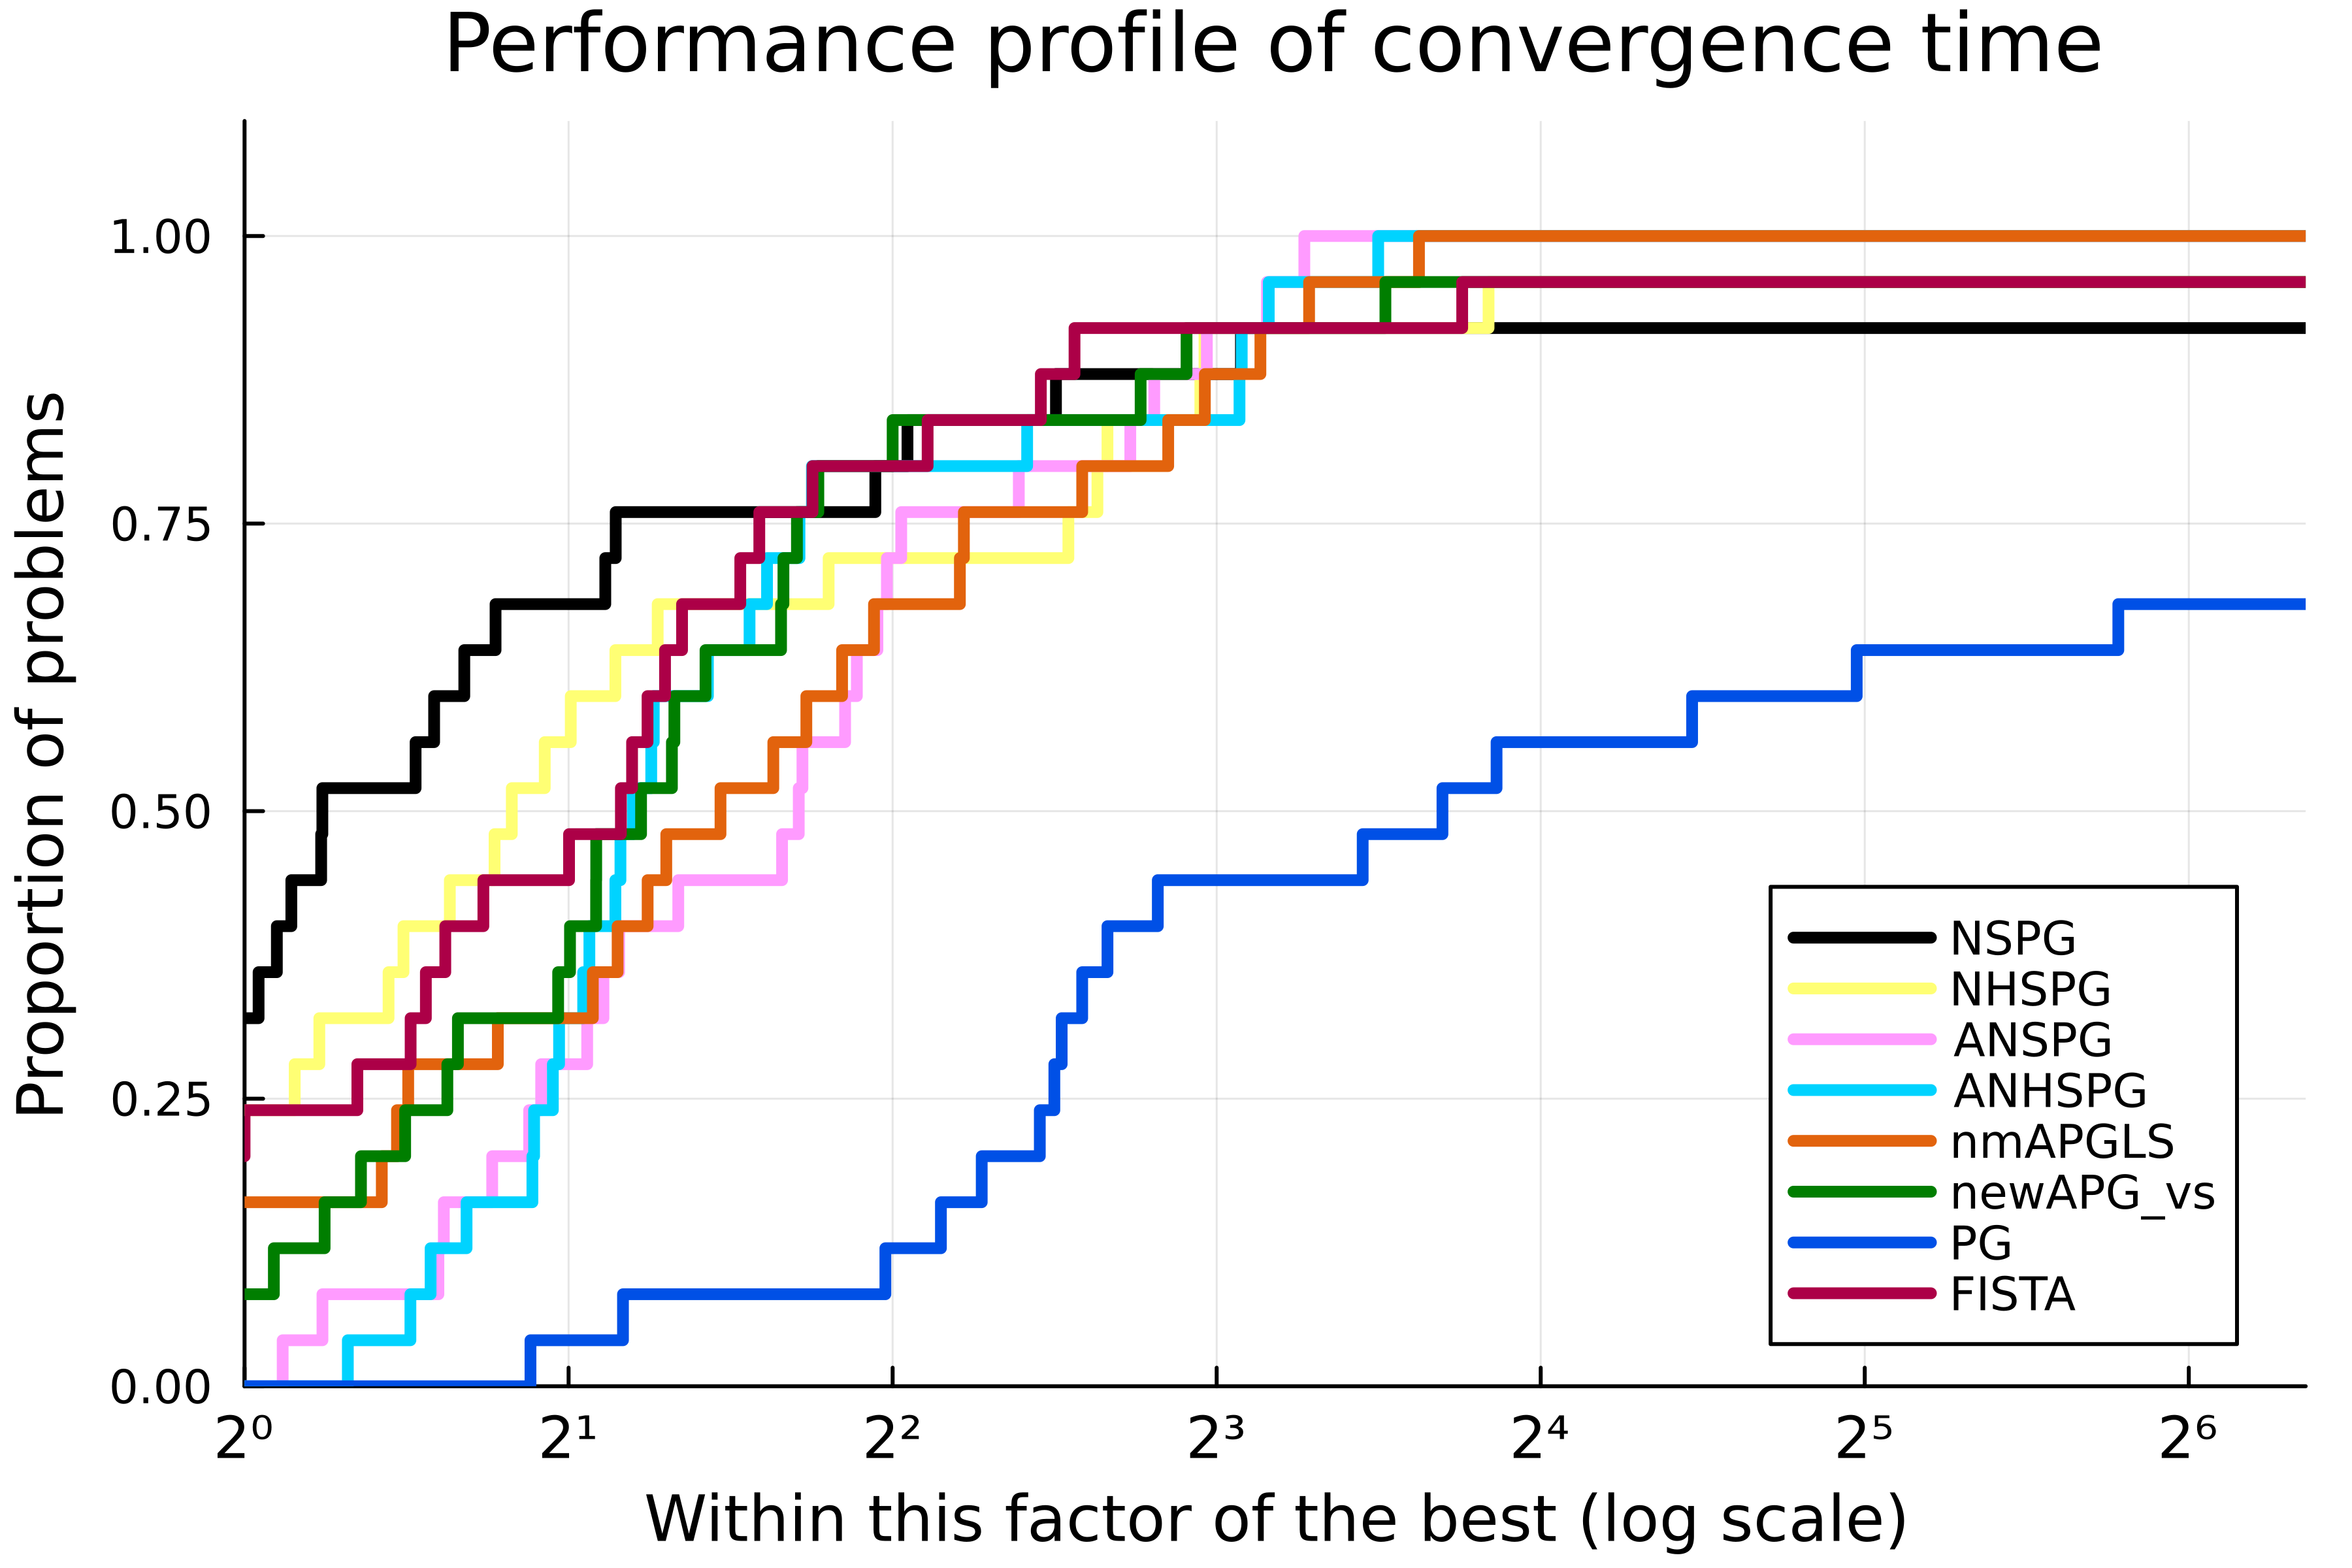 Performance profile of convergence time
Proportion of problems
1.00
0.75
0.50
0.25
0.00
2⁰ 2¹ 2² 2³ 2⁴ 2⁵ 2⁶
Within this factor of the best (log scale)
NSPG
NHSPG
ANSPG
ANHSPG
nmAPGLS
newAPG_vs
PG
FISTA